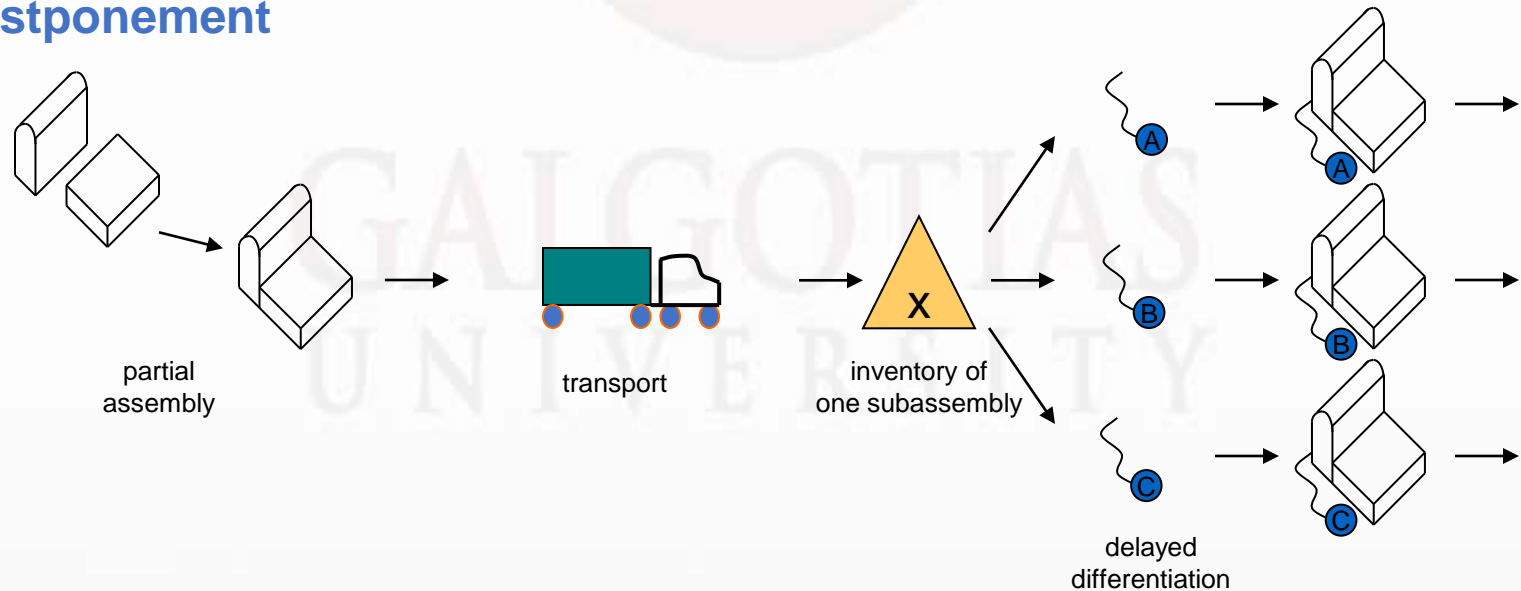 stponement
A
A
X
B
B
partial
assembly
transport
inventory of
one subassembly
C
C
delayed
differentiation
GALGOTIAS
UNIVERSITY